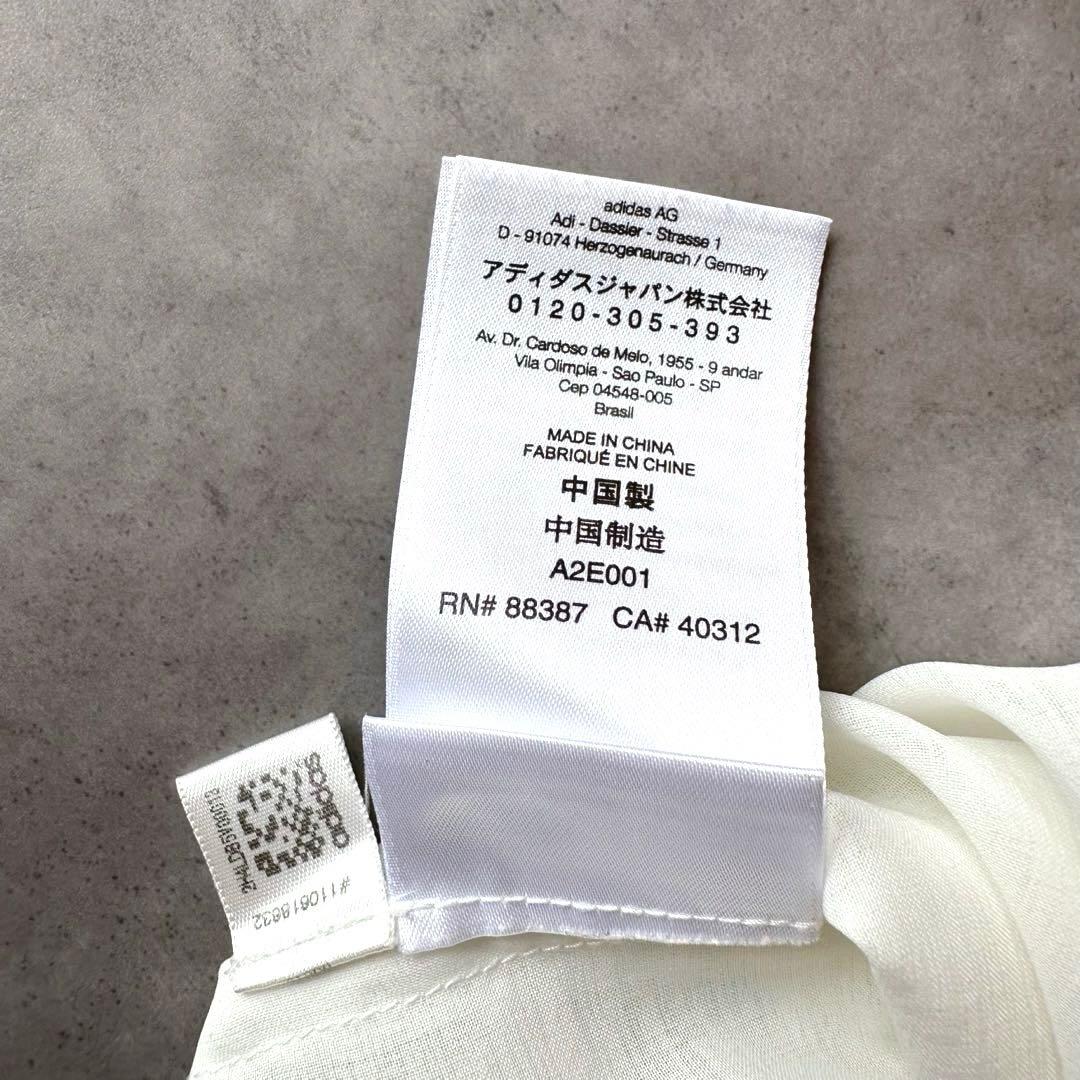 adidas AG
Adi - Dassler - Strasse 1
D - 91074 Herzogenaurach / Germany
アディダスジャパン株式会社
0120-305-393
Av. Dr. Cardoso de Melo, 1955 - 9 andar
Vila Olimpia - Sao Paulo - SP
Cep 04548-005
Brasil
MADE IN CHINA
FABRIQUÉ EN CHINE
中国製
中国制造
A2E001
RN# 88387 CA# 40312
adidas
#110618632